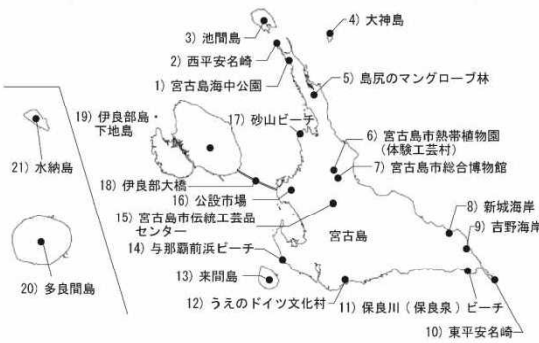 3) 池間島
4) 大神島
2) 西平安名崎
1) 宮古島海中公園
5) 島尻のマングローブ林
19) 伊良部島・
下地島
17) 砂山ビーチ
6) 宮古島市熱帯植物園
(体験工芸村)
21) 水納島
7) 宮古島市総合博物館
18) 伊良部大橋
16) 公設市場
15) 宮古島市伝統工芸品
センター
宮古島
8) 新城海岸
9) 吉野海岸
14) 与那覇前浜ビーチ
13) 来間島
20) 多良間島
12) うえのドイツ文化村
11) 保良川(保良泉)ビーチ
10) 東平安名崎